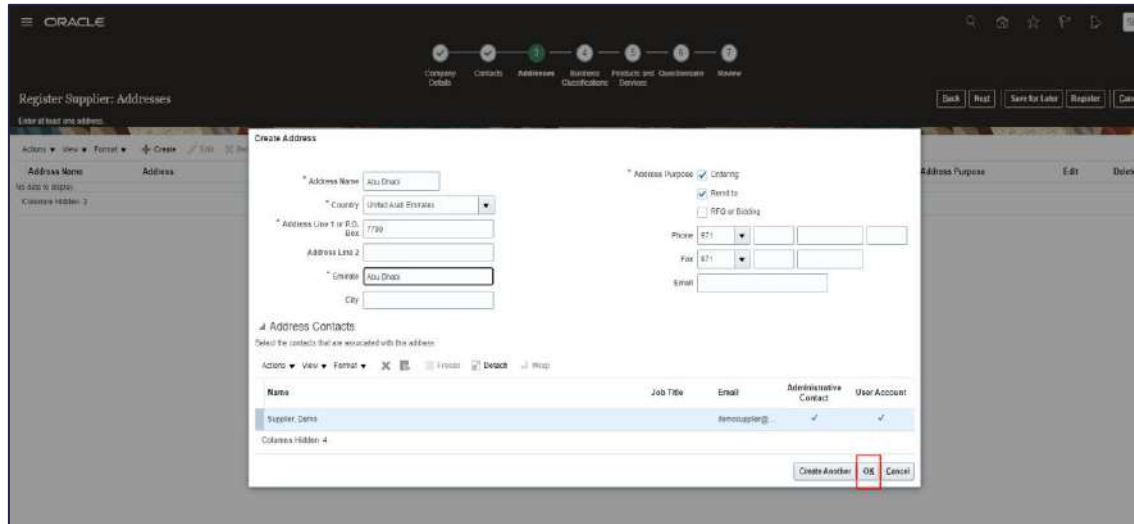 ORACLE
Company Details
Contacts
3
Addresses
4
Business Classifications
5
Products and Services
6
Questionnaire
7
Review
Register Supplier: Addresses
Back Next Save for Later Register
Enter at least one address.
Actions View Format Create Edit
Address Name Address Address Purpose Edit
No data to display.
Columns Hidden 3
Create Address
* Address Name Abu Dhabi
* Country United Arab Emirates
* Address Line 1 or P.O. Box 7799
Address Line 2
* Emirate Abu Dhabi
City
* Address Purpose Ordering
Remit to
RFQ or Bidding
Phone 971
Fax 971
Email
Address Contacts
Select the contacts that are associated with this address.
Actions View Format Freeze Detach Wrap
Name Job Title Email Administrative Contact User Account
Supplier, Demo demosupplier@...
Columns Hidden 4
Create Another OK Cancel